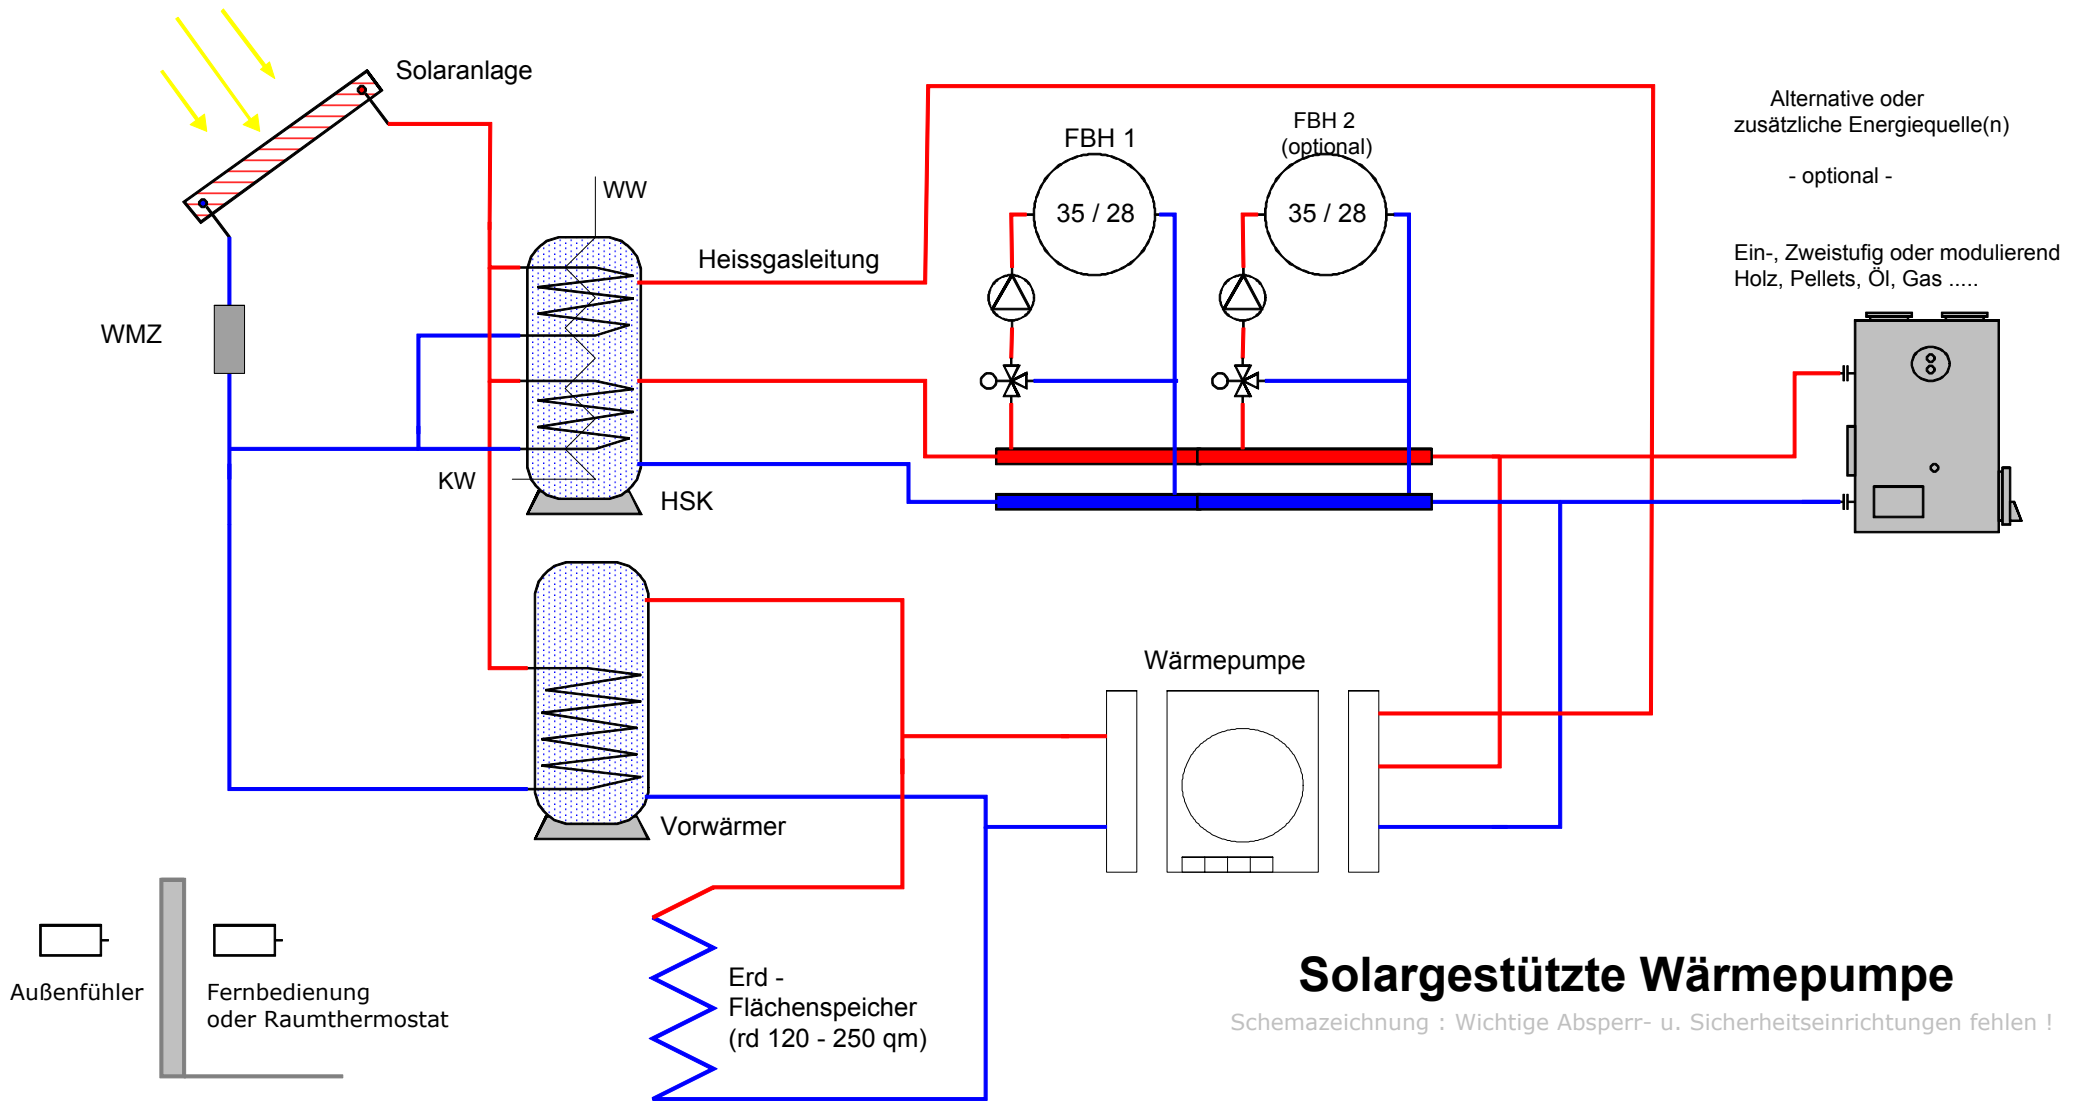 Solaranlage
Alternative oder
zusätzliche Energiequelle(n)
- optional -
FBH 1
FBH 2
(optional)
WW
35 / 28
35 / 28
Heissgasleitung
Ein-, Zweistufig oder modulierend
Holz, Pellets, Öl, Gas .....
WMZ
KW
HSK
Wärmepumpe
Vorwärmer
Erd -
Flächenspeicher
(rd 120 - 250 qm)
Außenfühler
Fernbedienung
oder Raumthermostat
Solargestützte Wärmepumpe
Schemazeichnung : Wichtige Absperr- u. Sicherheitseinrichtungen fehlen !